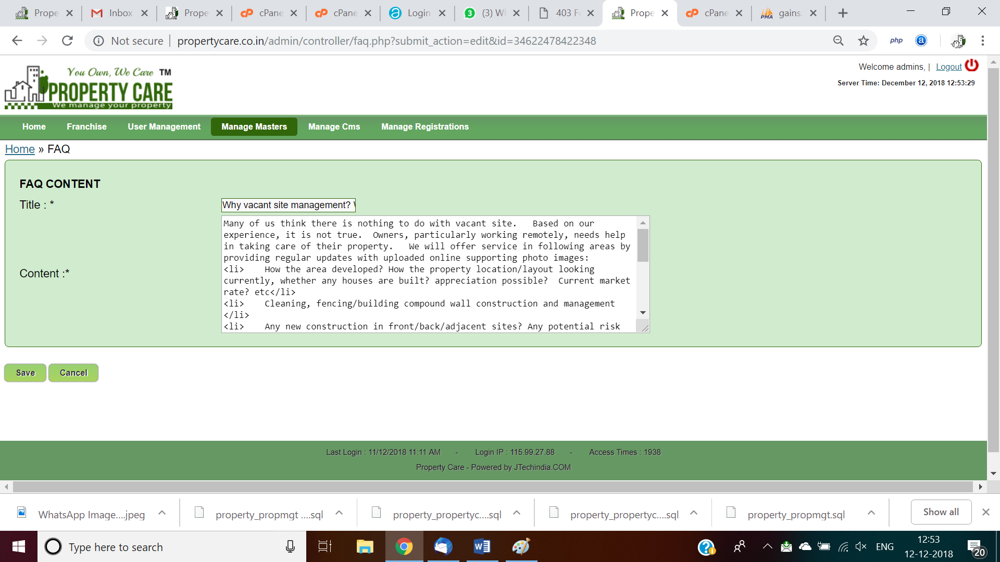 Prope
Inbox
Prope
cPane
cPane
Login
(3) W
403 F
Prope
cPane
gains.
Not secure
propertycare.co.in/admin/controller/faq.php?submit_action=edit&id=34622478422348
php
You Own, We Care TM
PROPERTY CARE
We manage your property
Welcome admins, | Logout
Server Time: December 12, 2018 12:53:29
Home Franchise User Management Manage Masters Manage Cms Manage Registrations
Home » FAQ
FAQ CONTENT
Title : *
Why vacant site management?
Content :*
Many of us think there is nothing to do with vacant site.   Based on our
experience, it is not true.  Owners, particularly working remotely, needs help
in taking care of their property.   We will offer service in following areas by
providing regular updates with uploaded online supporting photo images:
<li>    How the area developed? How the property location/layout looking
currently, whether any houses are built? appreciation possible?  Current market
rate? etc</li>
<li>    Cleaning, fencing/building compound wall construction and management
</li>
<li>    Any new construction in front/back/adjacent sites? Any potential risk
Save Cancel
Last Login : 11/12/2018 11:11 AM - Login IP : 115.99.27.88 - Access Times : 1938
Property Care - Powered by JTechindia.COM
WhatsApp Image....jpeg
property_propmgt ....sql
property_propertyc....sql
property_propertyc....sql
property_propmgt.sql
Show all
Type here to search
ENG
12:53
12-12-2018
20